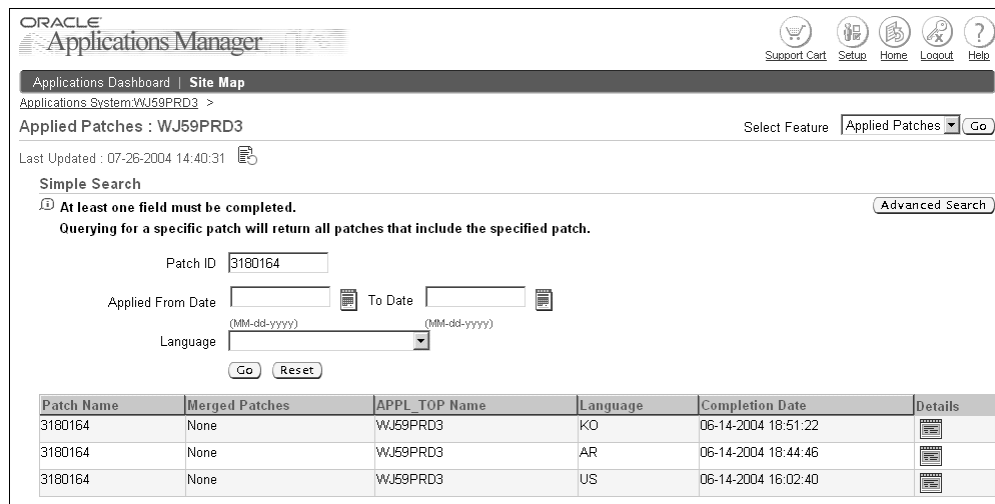 ORACLE
Applications Manager
Support Cart Setup Home Logout Help
Applications Dashboard | Site Map
Applications System:WJ59PRD3 >
Applied Patches : WJ59PRD3 Select Feature Applied Patches Go
Last Updated : 07-26-2004 14:40:31
Simple Search
At least one field must be completed. Advanced Search
Querying for a specific patch will return all patches that include the specified patch.
Patch ID 3180164
Applied From Date To Date
(MM-dd-yyyy) (MM-dd-yyyy)
Language
Go Reset
Patch Name Merged Patches APPL_TOP Name Language Completion Date Details
3180164 None WJ59PRD3 KO 06-14-2004 18:51:22
3180164 None WJ59PRD3 AR 06-14-2004 18:44:46
3180164 None WJ59PRD3 US 06-14-2004 16:02:40